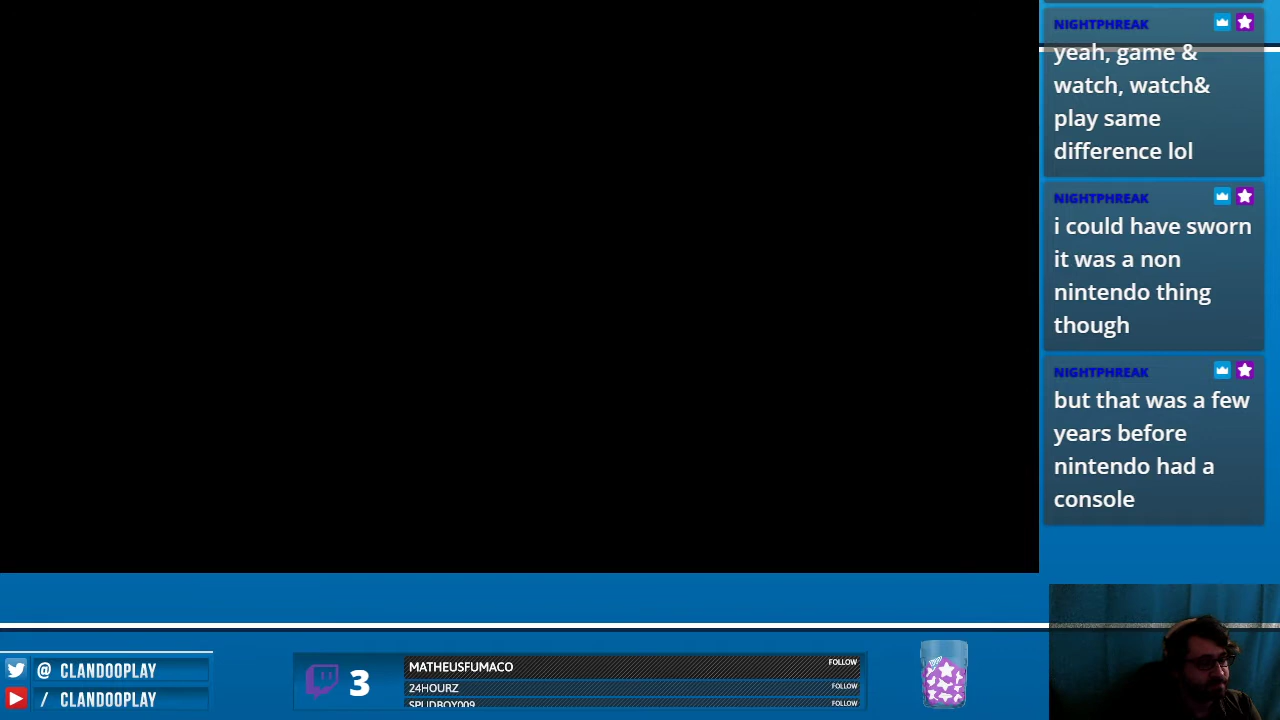 NIGHTPHREAK
yeah, game &
watch, watch&
play same
difference lol
NIGHTPHREAK
i could have sworn
it was a non
nintendo thing
though
NIGHTPHREAK
but that was a few
years before
nintendo had a
console
@ CLANDOOPLAY
/ CLANDOOPLAY
3
MATHEUSFUMACO FOLLOW
24HOURZ FOLLOW
SPUDBOY009 FOLLOW